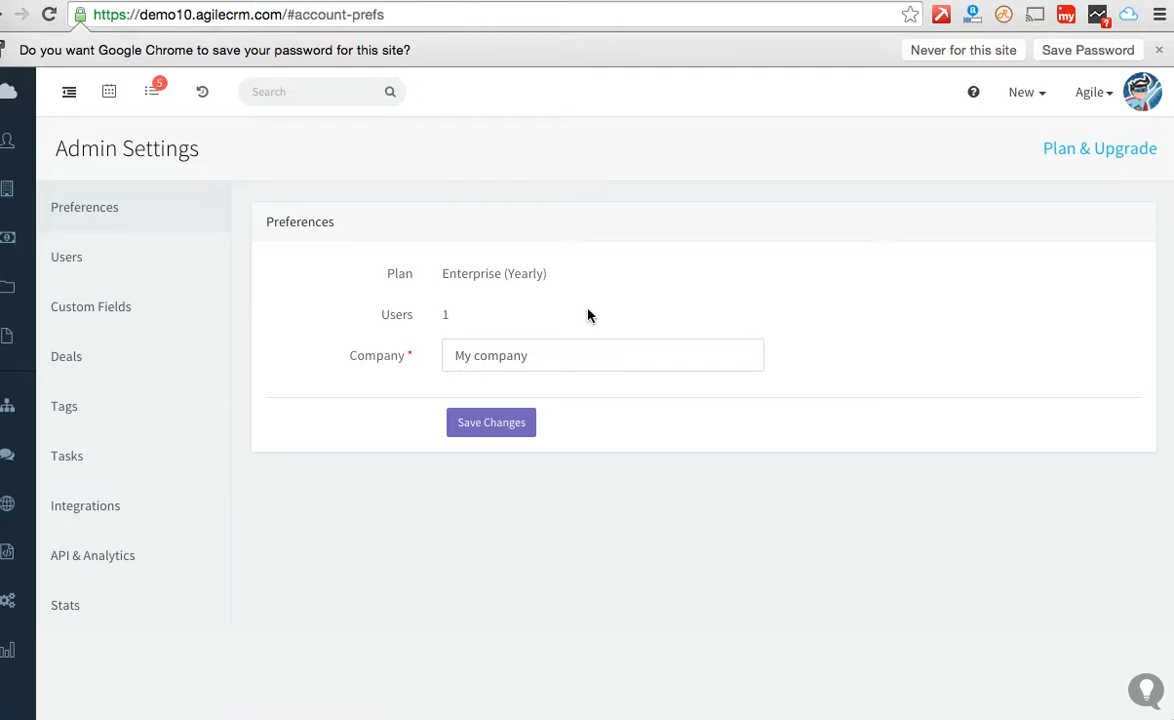 https://demo10.agilecrm.com/#account-prefs
Do you want Google Chrome to save your password for this site?
Never for this site
Save Password
×
5
Search
New
Agile
Admin Settings
Plan & Upgrade
Preferences
Users
Custom Fields
Deals
Tags
Tasks
Integrations
API & Analytics
Stats
Preferences
Plan Enterprise (Yearly)
Users 1
Company * My company
Save Changes
my
a
?
?